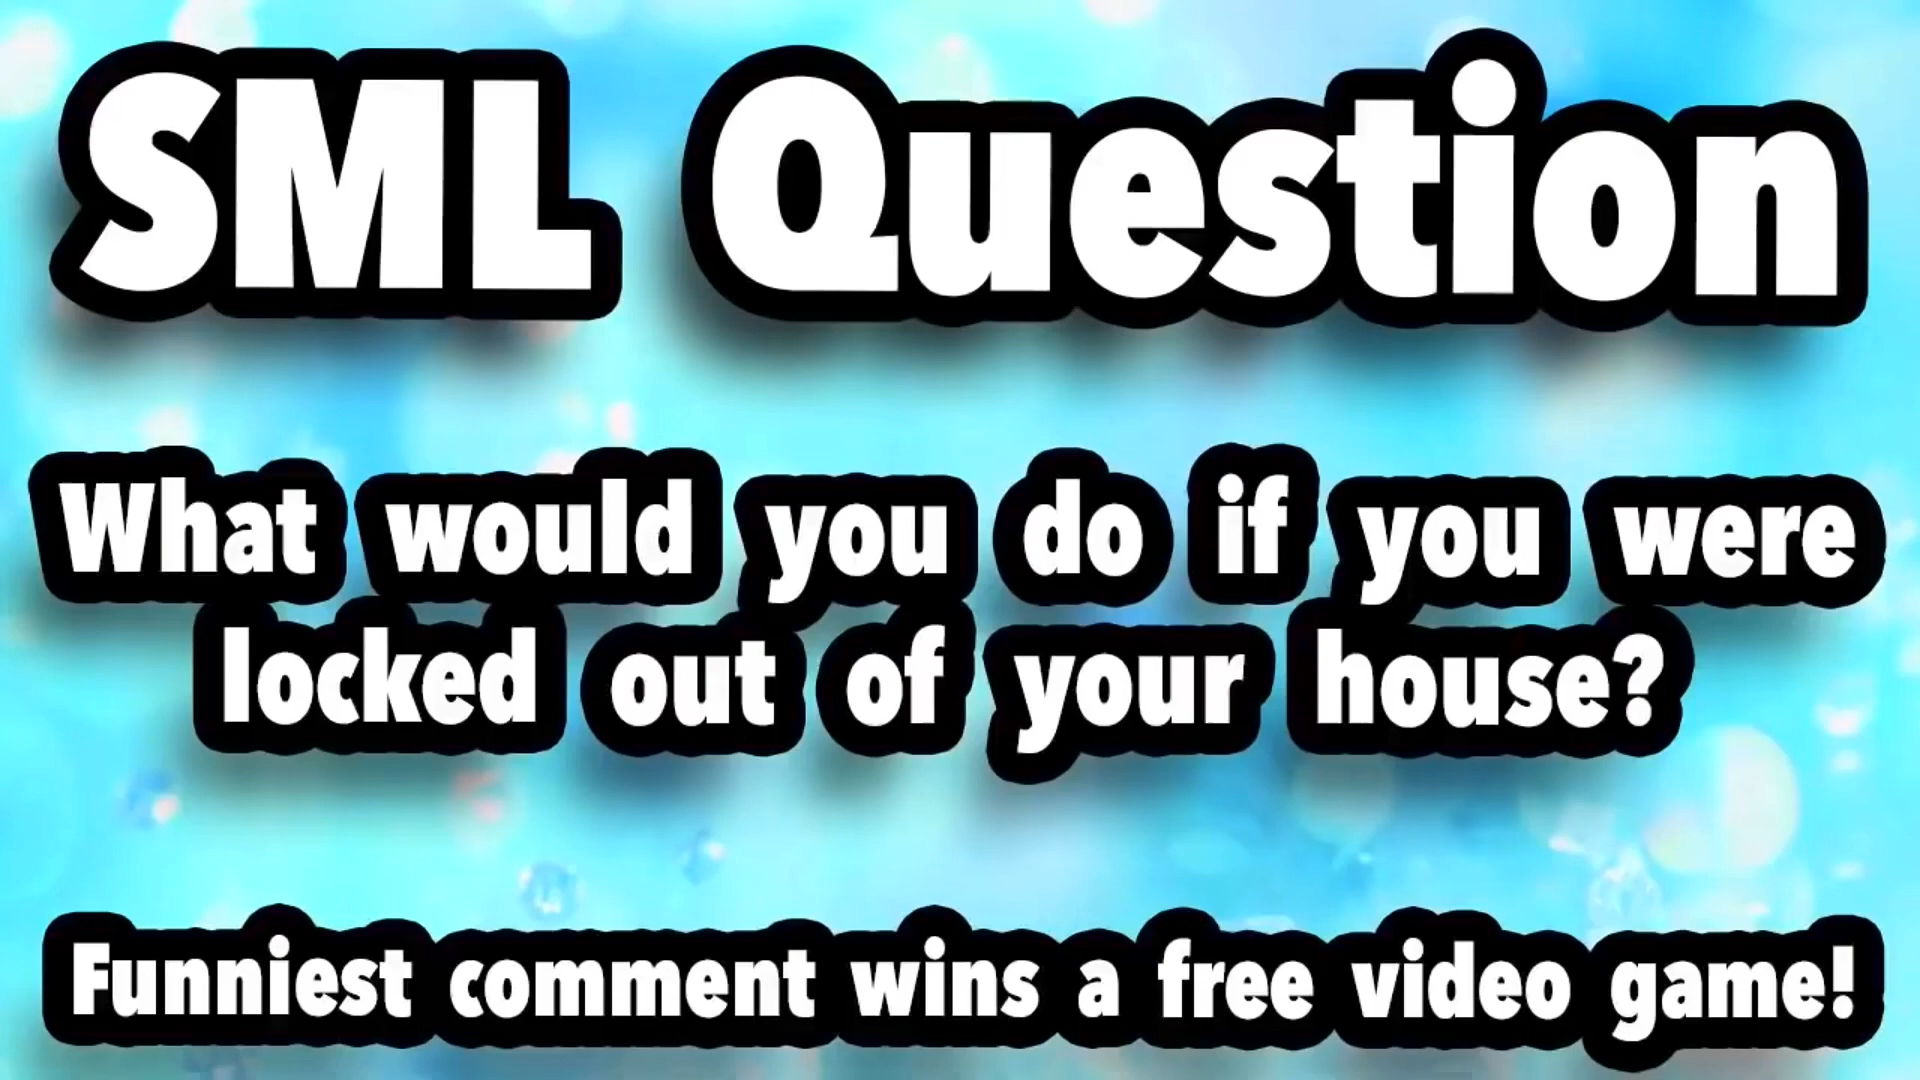 SML Question
What would you do if you were
locked out of your house?
Funniest comment wins a free video game!